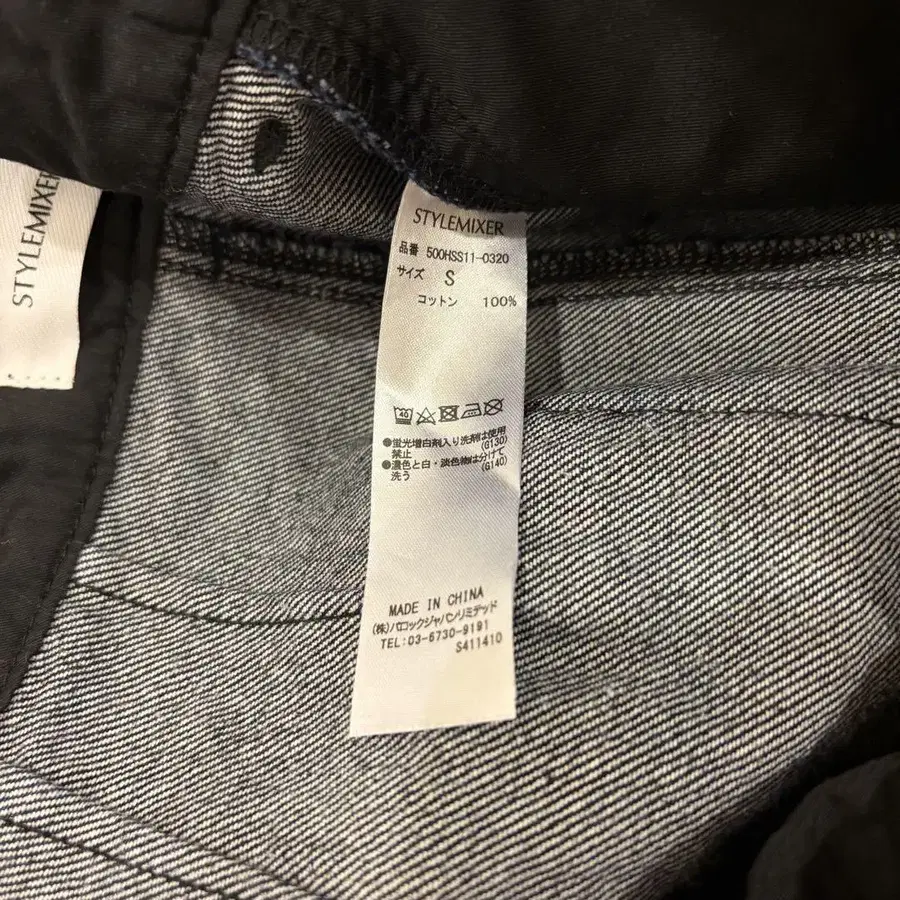 STYLEMIXER
STYLEMIXER
品番 500HSS11-0320
サイズ S
コットン 100%
40
●蛍光増白剤入り洗剤は使用
禁止 (G130)
●濃色と白・淡色物は分けて
洗う (G140)
MADE IN CHINA
(株)バロックジャパンリミテッド
TEL:03-6730-9191
S411410